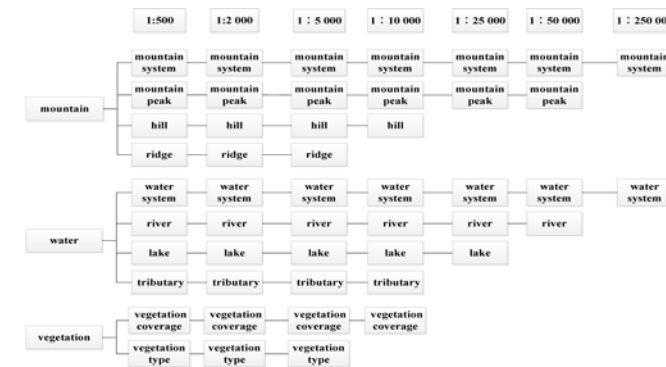 1:500 1:2 000 1：5 000 1：10 000 1：25 000 1：50 000 1：250 000
mountain mountain mountain mountain mountain mountain mountain
system system system system system system system
mountain mountain mountain mountain mountain mountain
peak peak peak peak peak peak
mountain
hill hill hill hill
ridge ridge ridge
water water water water water water water
system system system system system system system
river river river river river river
water
lake lake lake lake lake
tributary tributary tributary tributary
vegetation vegetation vegetation vegetation
coverage coverage coverage coverage
vegetation
vegetation vegetation vegetation
type type type